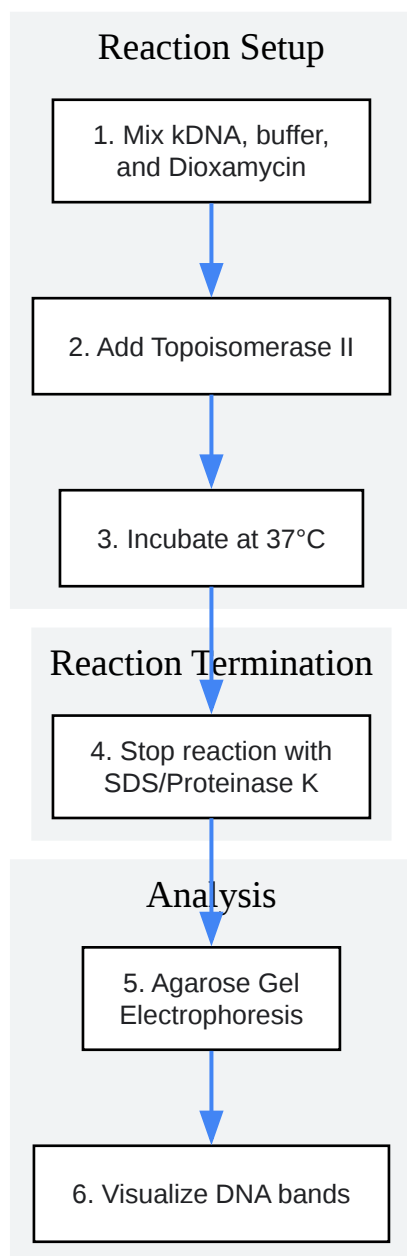 Reaction Setup
1. Mix kDNA, buffer,
and Dioxamycin
2. Add Topoisomerase II
3. Incubate at 37°C
Reaction Termination
4. Stop reaction with
SDS/Proteinase K
Analysis
5. Agarose Gel
Electrophoresis
6. Visualize DNA bands